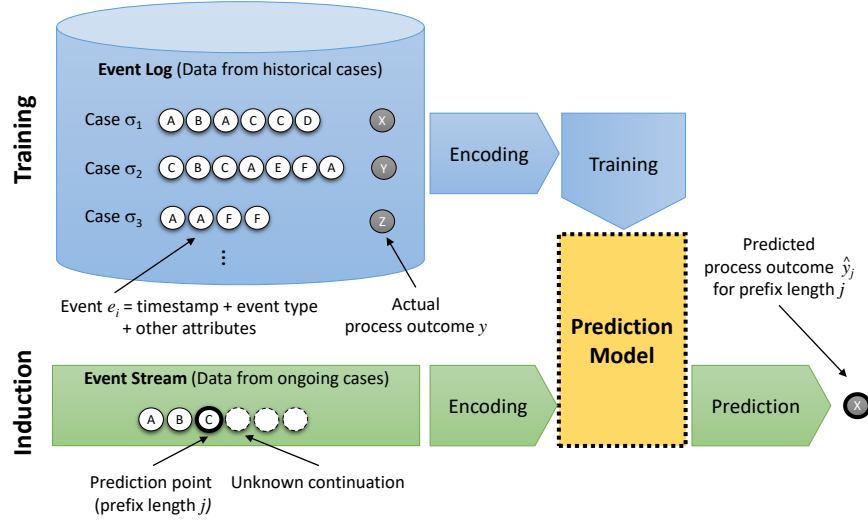 Training
Event Log (Data from historical cases)
Case σ1 A B A C C D X
Case σ2 C B C A E F A Y
Case σ3 A A F F Z
⋮
Encoding
Training
Event ei = timestamp + event type
+ other attributes
Actual
process outcome y
Prediction
Model
Predicted
process outcome ŷj
for prefix length j
Induction
Event Stream (Data from ongoing cases)
A B C
Encoding
Prediction
X
Prediction point
(prefix length j)
Unknown continuation